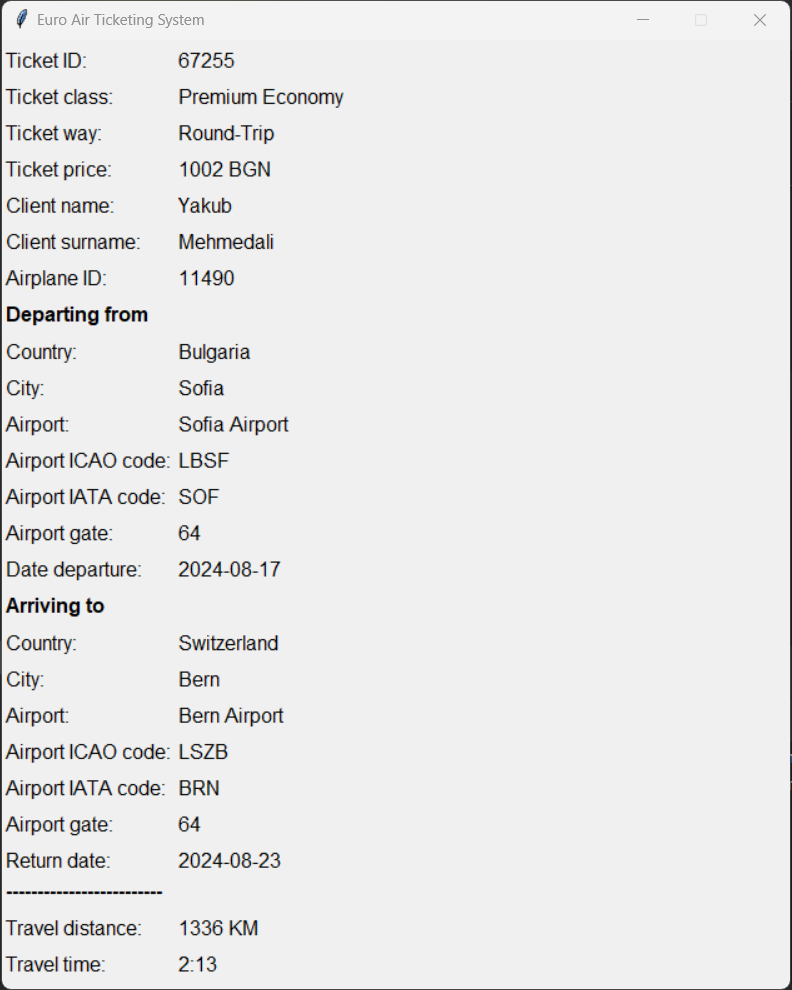 Euro Air Ticketing System
Ticket ID: 67255
Ticket class: Premium Economy
Ticket way: Round-Trip
Ticket price: 1002 BGN
Client name: Yakub
Client surname: Mehmedali
Airplane ID: 11490
Departing from
Country: Bulgaria
City: Sofia
Airport: Sofia Airport
Airport ICAO code: LBSF
Airport IATA code: SOF
Airport gate: 64
Date departure: 2024-08-17
Arriving to
Country: Switzerland
City: Bern
Airport: Bern Airport
Airport ICAO code: LSZB
Airport IATA code: BRN
Airport gate: 64
Return date: 2024-08-23
-------------------------
Travel distance: 1336 KM
Travel time: 2:13